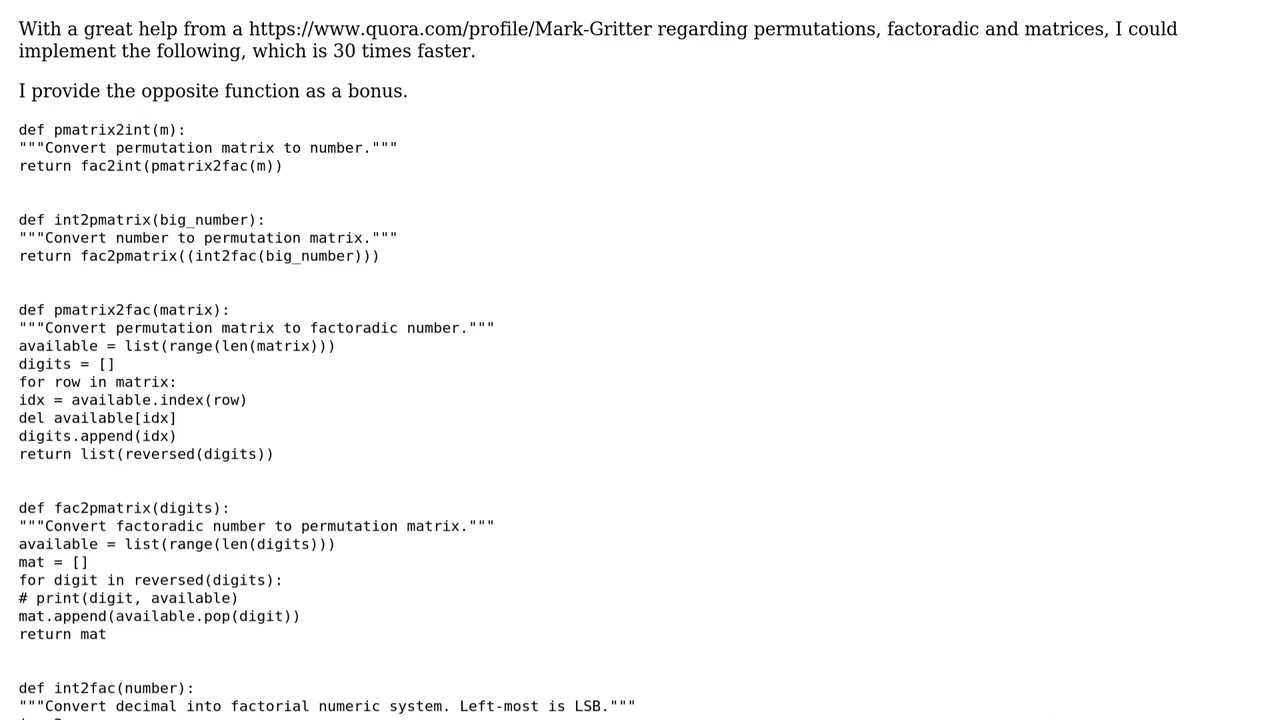 With a great help from a https://www.quora.com/profile/Mark-Gritter regarding permutations, factoradic and matrices, I could
implement the following, which is 30 times faster.
I provide the opposite function as a bonus.
def pmatrix2int(m):
"""Convert permutation matrix to number."""
return fac2int(pmatrix2fac(m))
def int2pmatrix(big_number):
"""Convert number to permutation matrix."""
return fac2pmatrix((int2fac(big_number)))
def pmatrix2fac(matrix):
"""Convert permutation matrix to factoradic number."""
available = list(range(len(matrix)))
digits = []
for row in matrix:
idx = available.index(row)
del available[idx]
digits.append(idx)
return list(reversed(digits))
def fac2pmatrix(digits):
"""Convert factoradic number to permutation matrix."""
available = list(range(len(digits)))
mat = []
for digit in reversed(digits):
# print(digit, available)
mat.append(available.pop(digit))
return mat
def int2fac(number):
"""Convert decimal into factorial numeric system. Left-most is LSB."""